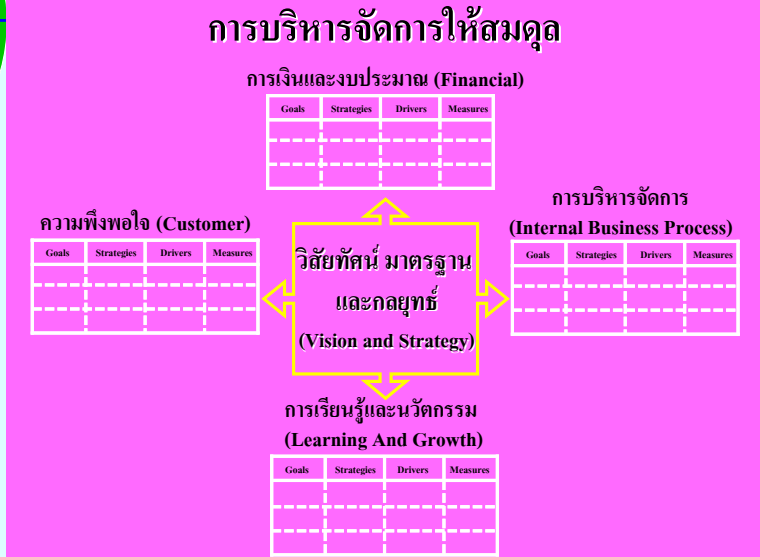 การบริหารจัดการให้สมดุล
การเงินและงบประมาณ (Financial)
Goals Strategies Drivers Measures
ความพึงพอใจ (Customer)
Goals Strategies Drivers Measures
วิสัยทัศน์ มาตรฐาน
และกลยุทธ์
(Vision and Strategy)
การบริหารจัดการ
(Internal Business Process)
Goals Strategies Drivers Measures
การเรียนรู้และนวัตกรรม
(Learning And Growth)
Goals Strategies Drivers Measures